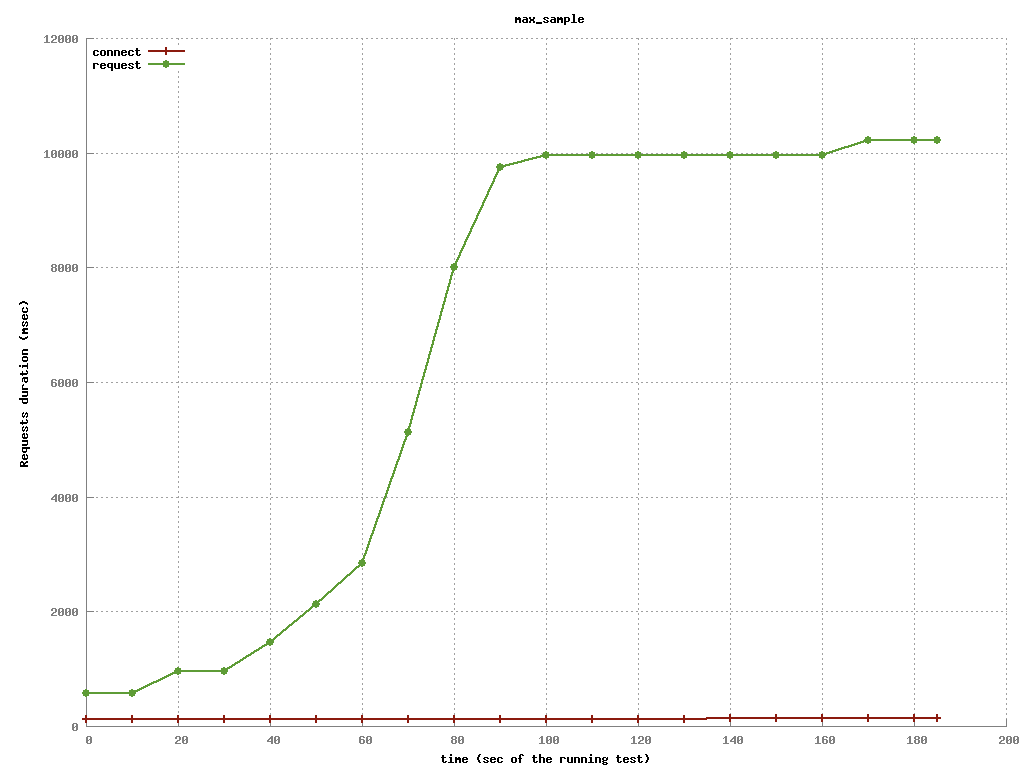 max_sample
12000
connect
request
10000
8000
6000
4000
2000
0
Requests duration (msec)
0 20 40 60 80 100 120 140 160 180 200
time (sec of the running test)